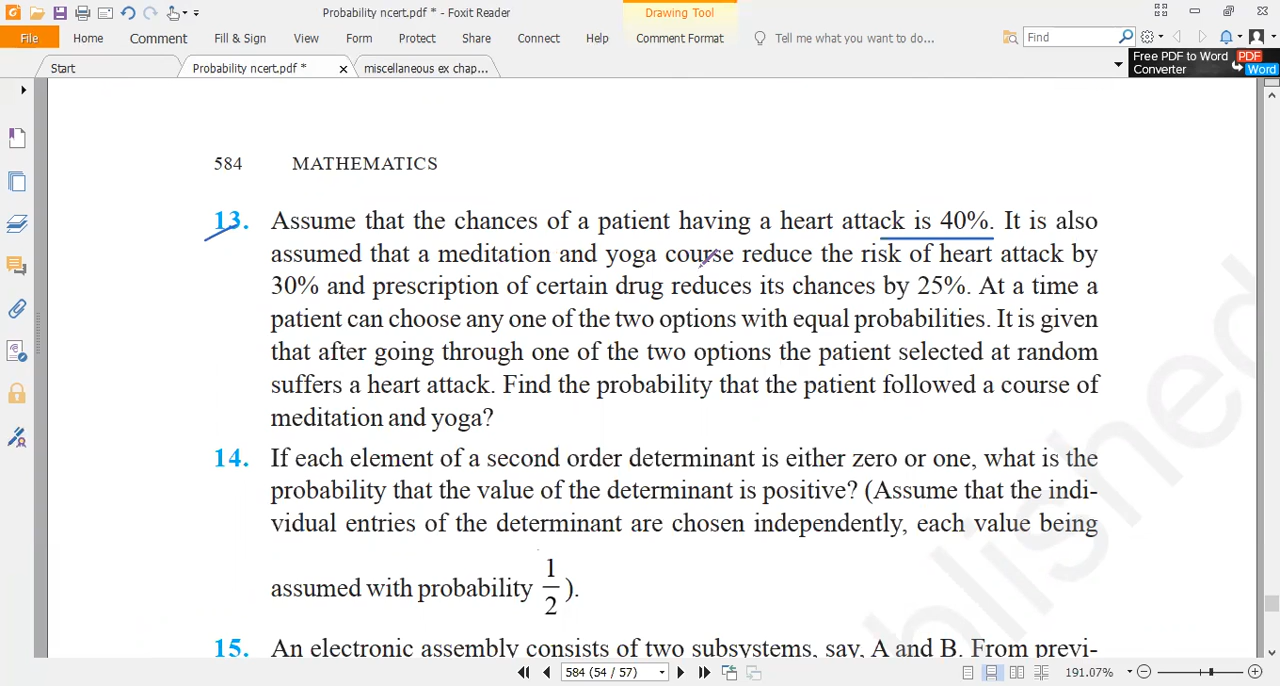 Probability ncert.pdf * - Foxit Reader
Drawing Tool
File Home Comment Fill & Sign View Form Protect Share Connect Help Comment Format Tell me what you want to do... Find
Start Probability ncert.pdf * miscellaneous ex chap...
Free PDF to Word Converter
PDF
Word
584 MATHEMATICS
13. Assume that the chances of a patient having a heart attack is 40%. It is also
assumed that a meditation and yoga course reduce the risk of heart attack by
30% and prescription of certain drug reduces its chances by 25%. At a time a
patient can choose any one of the two options with equal probabilities. It is given
that after going through one of the two options the patient selected at random
suffers a heart attack. Find the probability that the patient followed a course of
meditation and yoga?
14. If each element of a second order determinant is either zero or one, what is the
probability that the value of the determinant is positive? (Assume that the indi-
vidual entries of the determinant are chosen independently, each value being
assumed with probability 1/2 ).
15. An electronic assembly consists of two subsystems, say, A and B. From previ-
blished
584 (54 / 57)
191.07%